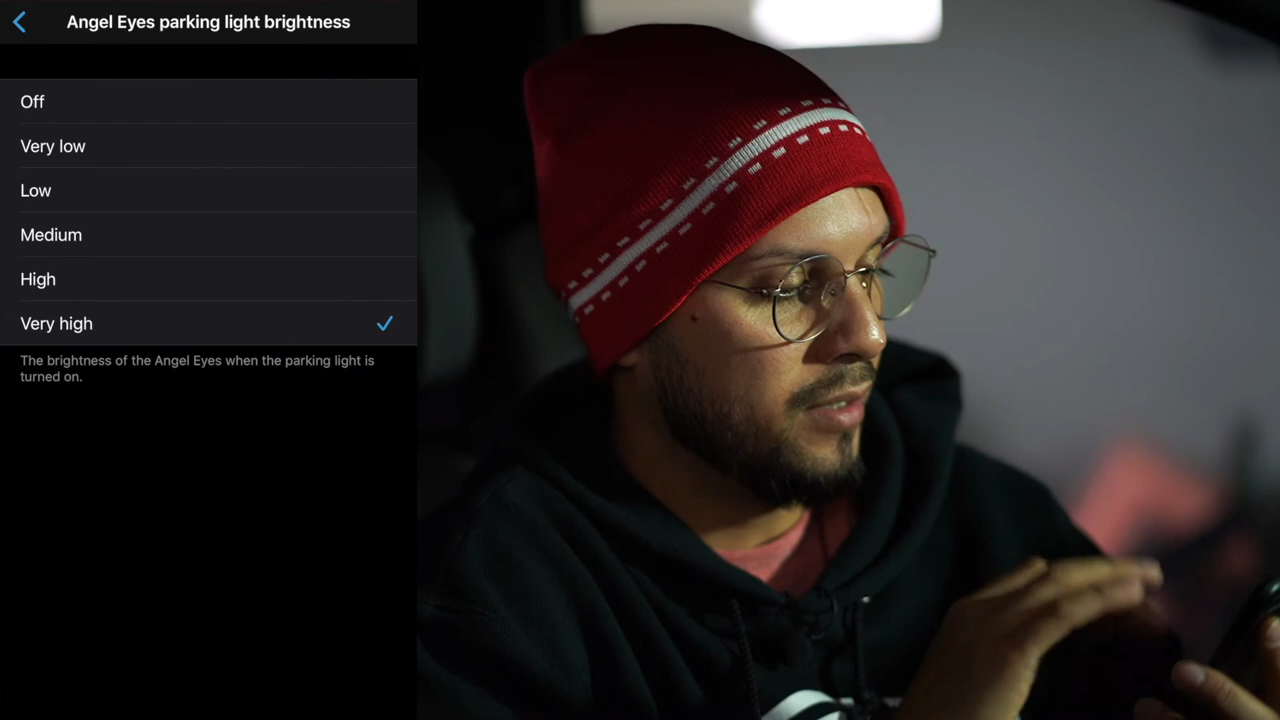 Angel Eyes parking light brightness
Off
Very low
Low
Medium
High
Very high
The brightness of the Angel Eyes when the parking light is
turned on.